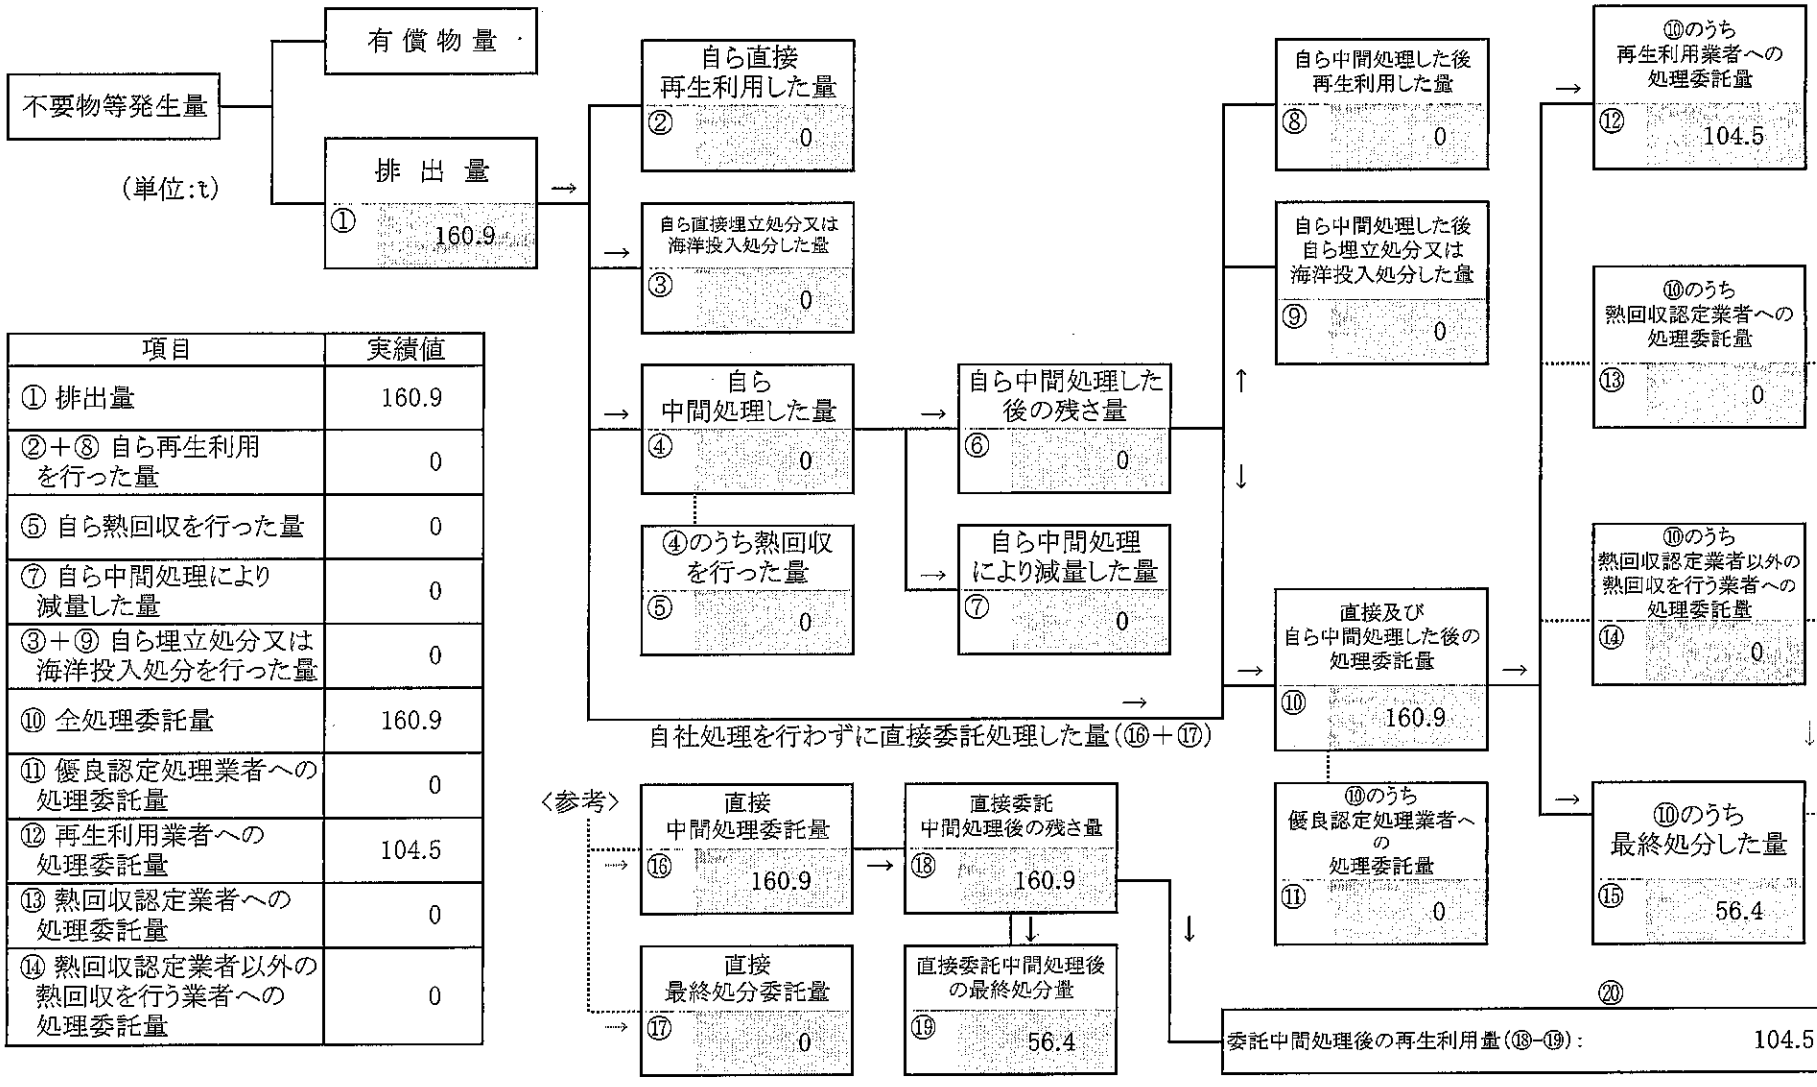 不要物等発生量
(単位:t)
有償物量
排出量
① 160.9
→
項目 実績値
① 排出量 160.9
②+⑧ 自ら再生利用
を行った量 0
⑤ 自ら熱回収を行った量 0
⑦ 自ら中間処理により
減量した量 0
③+⑨ 自ら埋立処分又は
海洋投入処分を行った量 0
⑩ 全処理委託量 160.9
⑪ 優良認定処理業者への
処理委託量 0
⑫ 再生利用業者への
処理委託量 104.5
⑬ 熱回収認定業者への
処理委託量 0
⑭ 熱回収認定業者以外の
熱回収を行う業者への
処理委託量 0
自ら直接
再生利用した量
② 0
→
自ら直接埋立処分又は
海洋投入処分した量
③ 0
→
自ら
中間処理した量
④ 0
④のうち熱回収
を行った量
⑤ 0
→
自ら中間処理した
後の残さ量
⑥ 0
→
自ら中間処理
により減量した量
⑦ 0
↑
↓
自ら中間処理した後
再生利用した量
⑧ 0
自ら中間処理した後
自ら埋立処分又は
海洋投入処分した量
⑨ 0
→
自社処理を行わずに直接委託処理した量(⑯+⑰)
→
直接及び
自ら中間処理した後の
処理委託量
⑩ 160.9
→
⑩のうち
優良認定処理業者へ
の
処理委託量
⑪ 0
→
⑩のうち
再生利用業者への
処理委託量
⑫ 104.5
⑩のうち
熱回収認定業者への
処理委託量
⑬ 0
⑩のうち
熱回収認定業者以外の
熱回収を行う業者への
処理委託量
⑭ 0
↓
→
⑩のうち
最終処分した量
⑮ 56.4
〈参考〉
→
直接
中間処理委託量
⑯ 160.9
→
直接委託
中間処理後の残さ量
⑱ 160.9
↓
↓
→
直接
最終処分委託量
⑰ 0
直接委託中間処理後
の最終処分量
⑲ 56.4
⑳
委託中間処理後の再生利用量(⑱-⑲): 104.5